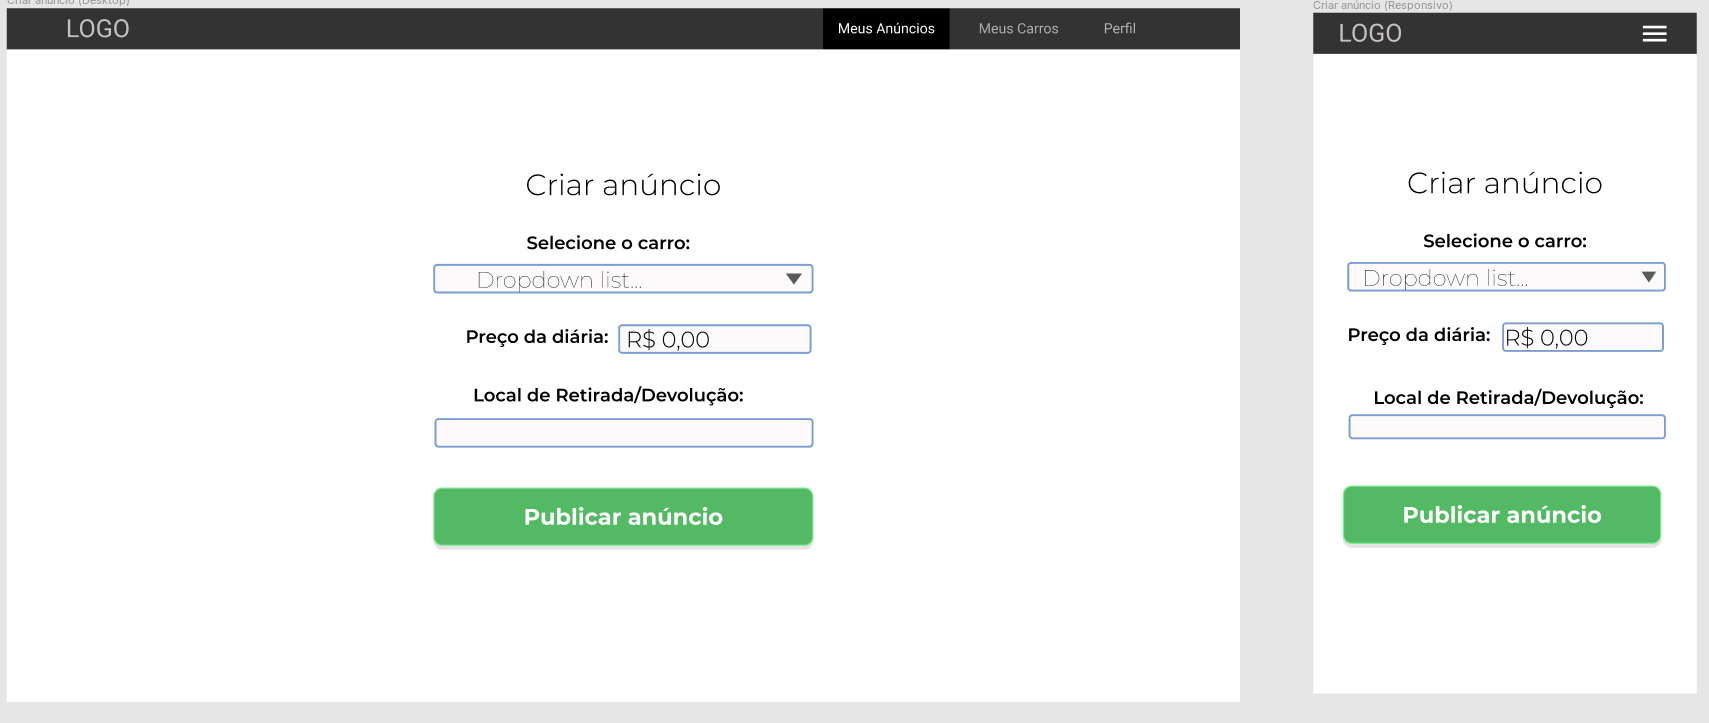 Criar anúncio (Desktop)
LOGO
Meus Anúncios
Meus Carros
Perfil
Criar anúncio
Selecione o carro:
Dropdown list...
Preço da diária:
R$ 0,00
Local de Retirada/Devolução:
Publicar anúncio
Criar anúncio (Responsivo)
LOGO
Criar anúncio
Selecione o carro:
Dropdown list...
Preço da diária:
R$ 0,00
Local de Retirada/Devolução:
Publicar anúncio